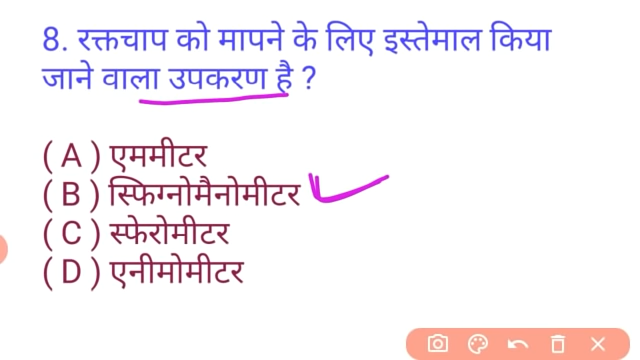 8. रक्तचाप को मापने के लिए इस्तेमाल किया
जाने वाला उपकरण है ?
( A ) एममीटर
( B ) स्फिग्नोमैनोमीटर
( C ) स्फेरोमीटर
( D ) एनीमोमीटर